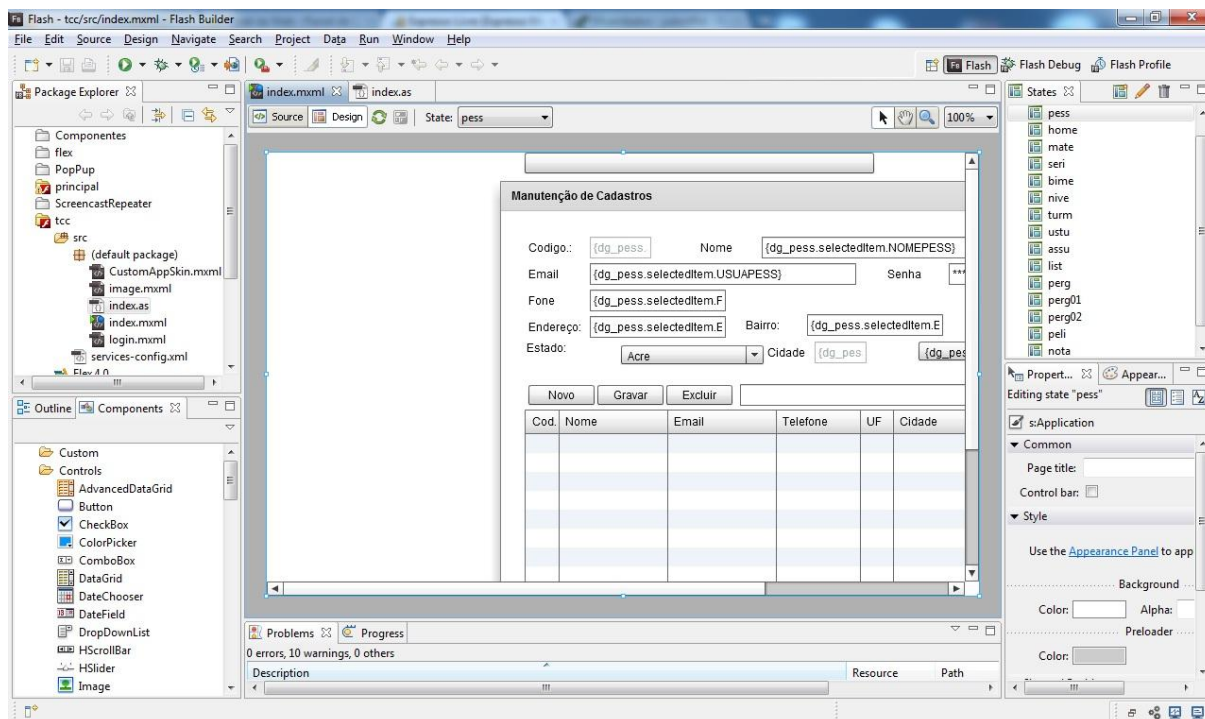 Flash - tcc/src/index.mxml - Flash Builder
File Edit Source Design Navigate Search Project Data Run Window Help
Flash Flash Debug Flash Profile
Package Explorer
Componentes
flex
PopPup
principal
ScreencastRepeater
tcc
src
(default package)
CustomAppSkin.mxml
image.mxml
index.as
index.mxml
login.mxml
services-config.xml
Flex 4.0
Outline Components
Custom
Controls
AdvancedDataGrid
Button
CheckBox
ColorPicker
ComboBox
DataGrid
DateChooser
DateField
DropDownList
HScrollBar
HSlider
Image
index.mxml index.as
Source Design State: pess 100%
Manutenção de Cadastros
Codigo.: {dg_pess. Nome {dg_pess.selectedItem.NOMEPESS}
Email {dg_pess.selectedItem.USUAPESS} Senha ***
Fone {dg_pess.selectedItem.F
Endereço: {dg_pess.selectedItem.E Bairro: {dg_pess.selectedItem.E
Estado: Acre Cidade {dg_pes {dg_pes
Novo Gravar Excluir
Cod. Nome Email Telefone UF Cidade
Problems Progress
0 errors, 10 warnings, 0 others
Description Resource Path
States
pess
home
mate
seri
bime
nive
turm
ustu
assu
list
perg
perg01
perg02
peli
nota
Propert... Appear...
Editing state "pess"
s:Application
Common
Page title:
Control bar:
Style
Use the Appearance Panel to app
Background
Color: Alpha:
Preloader
Color: